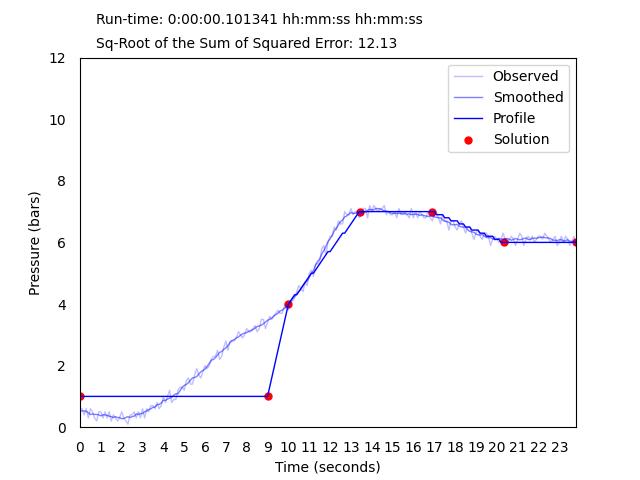 Run-time: 0:00:00.101341 hh:mm:ss hh:mm:ss
Sq-Root of the Sum of Squared Error: 12.13
12
10
8
6
4
2
0
Pressure (bars)
Observed
Smoothed
Profile
Solution
0 1 2 3 4 5 6 7 8 9 10 11 12 13 14 15 16 17 18 19 20 21 22 23
Time (seconds)